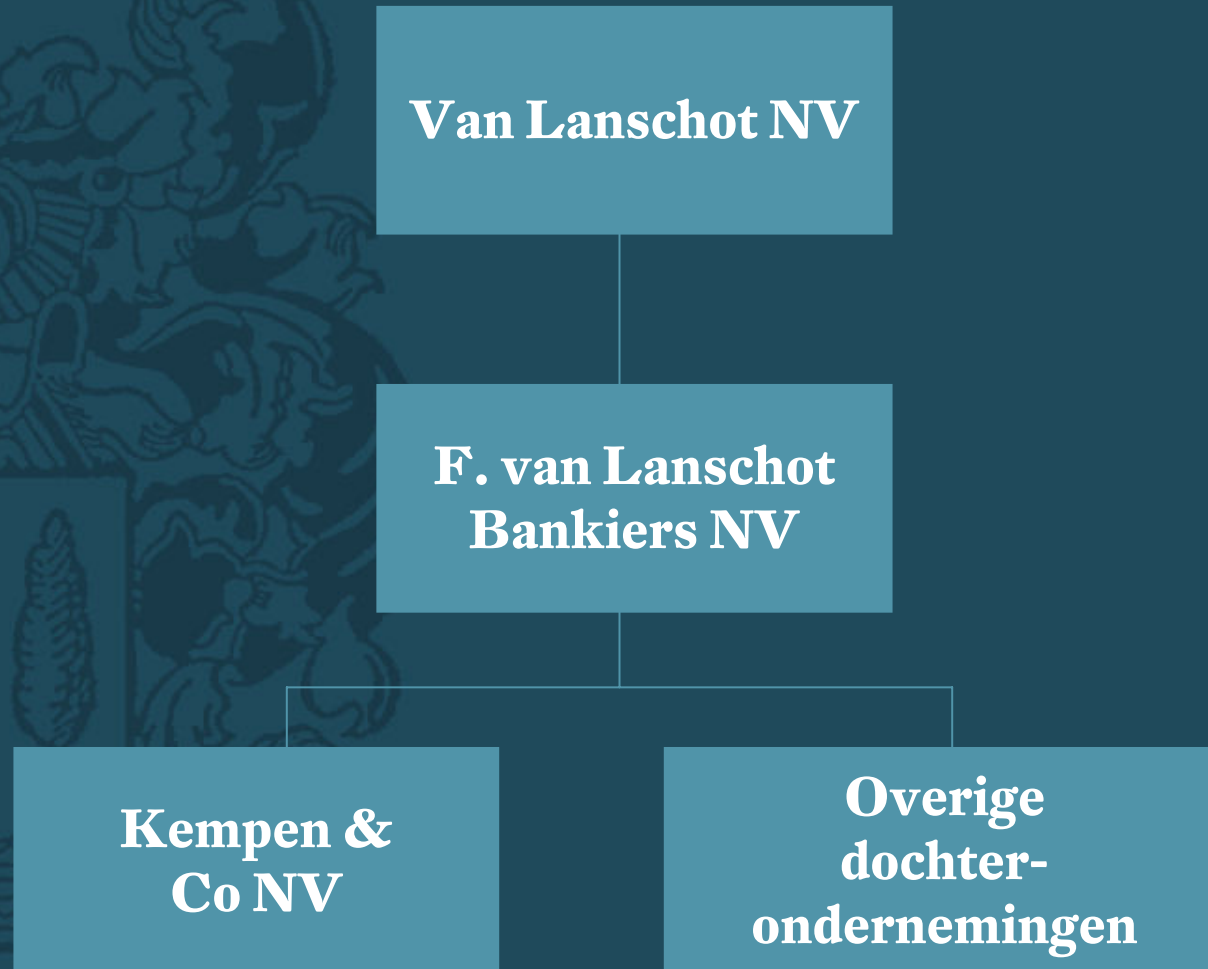 Van Lanschot NV
F. van Lanschot
Bankiers NV
Kempen &
Co NV
Overige
dochter-
ondernemingen